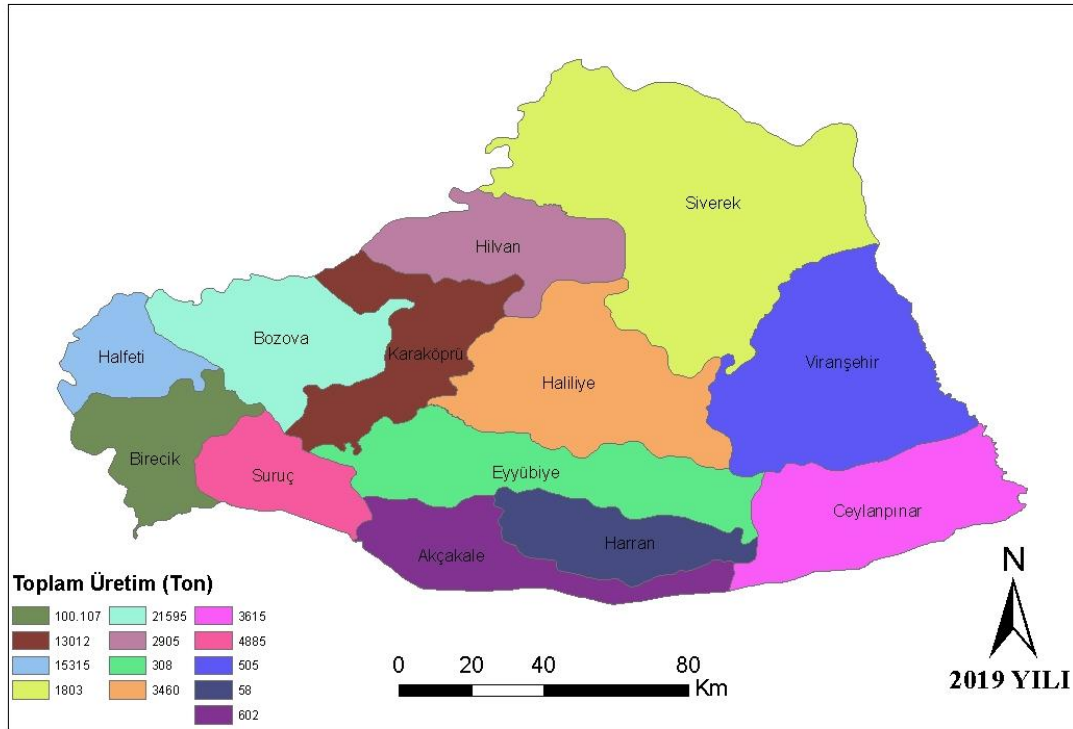 Siverek
Hilvan
Bozova
Halfeti
Karaköprü
Viranşehir
Haliliye
Birecik
Suruç
Eyyübiye
Ceylanpınar
Akçakale
Harran
Toplam Üretim (Ton)
100.107
13012
15315
1803
21595
2905
308
3460
3615
4885
505
58
602
0 20 40 80
Km
N
2019 YILI